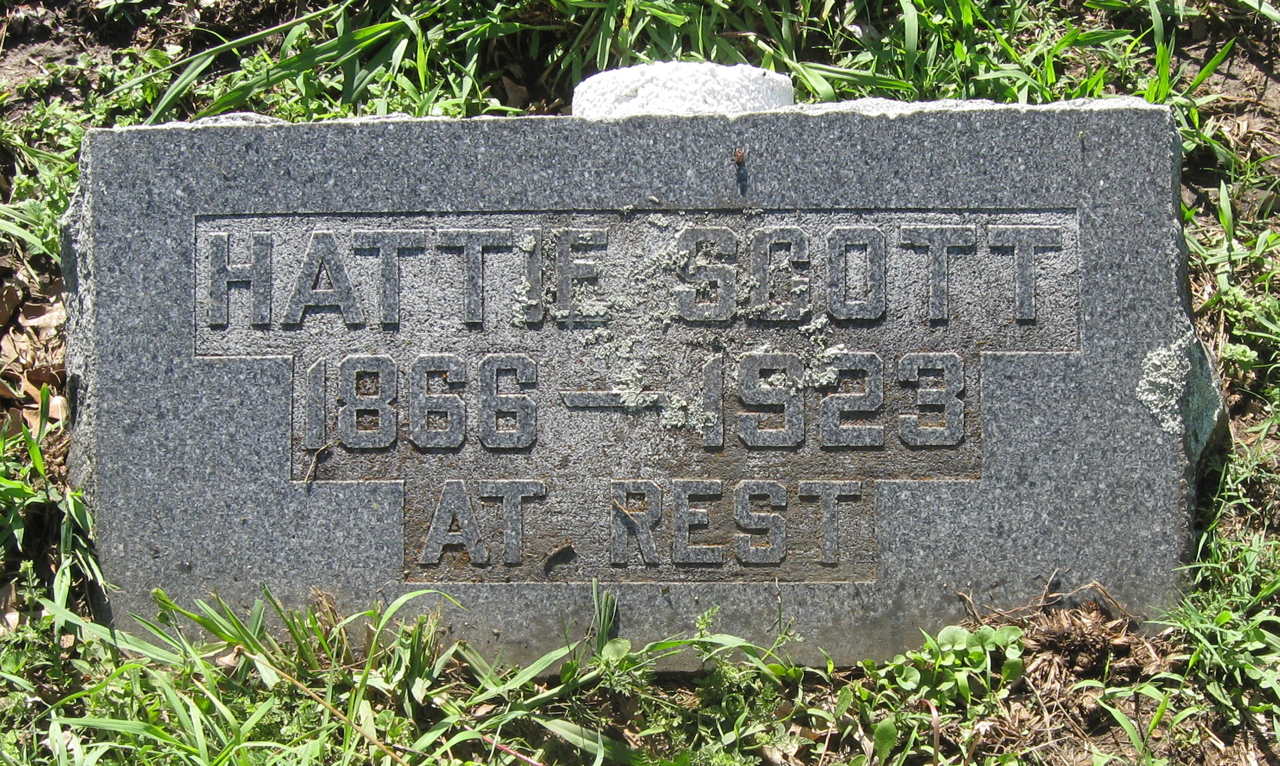 HATTIE SCOTT
1866 — 1923
AT REST